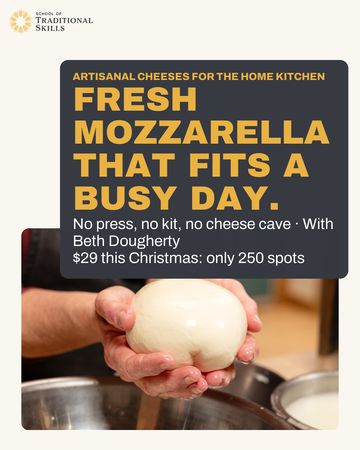 SCHOOL OF
TRADITIONAL
SKILLS
ARTISANAL CHEESES FOR THE HOME KITCHEN
FRESH
MOZZARELLA
THAT FITS A
BUSY DAY.
No press, no kit, no cheese cave · With
Beth Dougherty
$29 this Christmas: only 250 spots